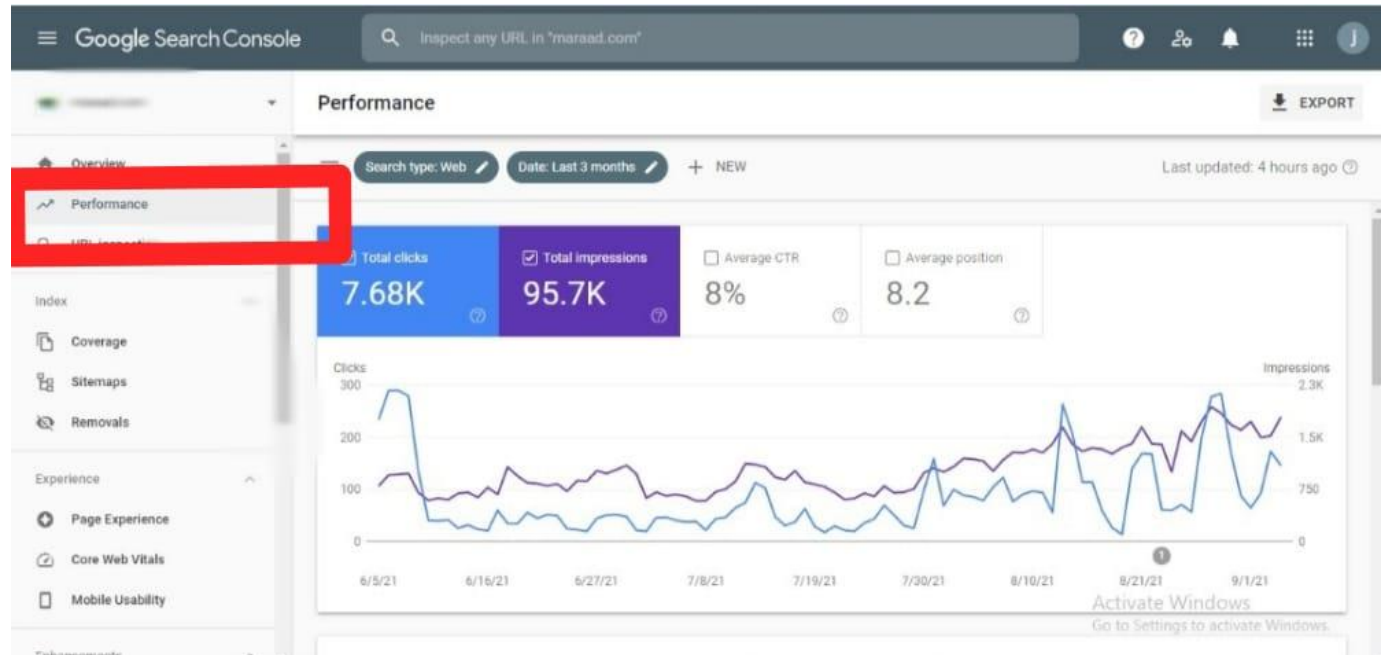 Google Search Console
Inspect any URL in "maraad.com"
J
Performance
EXPORT
Overview
Search type: Web
Date: Last 3 months
+ NEW
Last updated: 4 hours ago
Performance
URL inspection
Total clicks
7.68K
Total impressions
95.7K
Average CTR
8%
Average position
8.2
Index
Coverage
Sitemaps
Removals
Experience
Page Experience
Core Web Vitals
Mobile Usability
Enhancements
Clicks
Impressions
300
2.3K
200
1.5K
100
750
0
0
1
6/5/21
6/16/21
6/27/21
7/8/21
7/19/21
7/30/21
8/10/21
8/21/21
9/1/21
Activate Windows
Go to Settings to activate Windows.